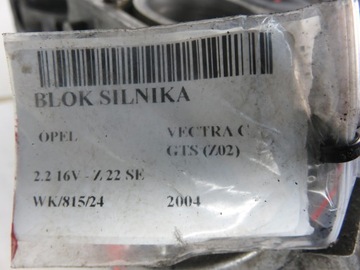 BLOK SILNIKA
OPEL VECTRA C
GTS (Z02)
2.2 16V - Z 22 SE
WK/815/24 2004